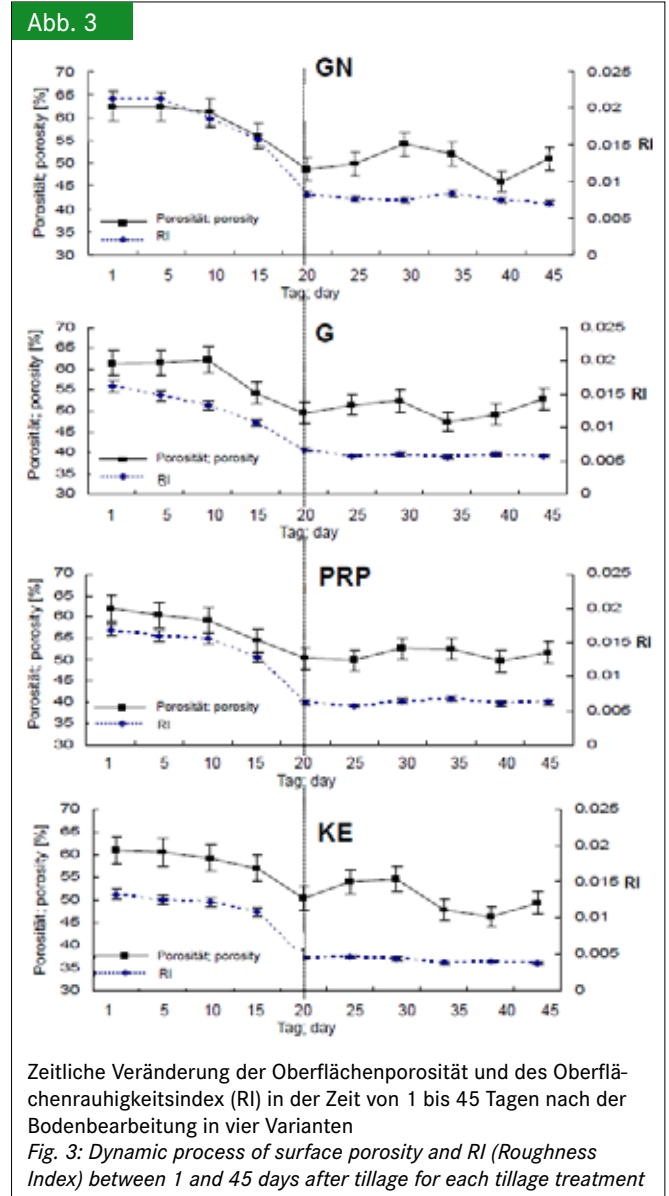 Abb. 3
GN
Porosität; porosity [%]
70
65
60
55
50
45
40
35
30
0.025
0.02
0.015
0.01
0.005
0
RI
Porosität; porosity
RI
1 5 10 15 20 25 30 35 40 45
Tag; day
G
Porosität; porosity [%]
70
65
60
55
50
45
40
35
30
0.025
0.02
0.015
0.01
0.005
0
RI
Porosität; porosity
RI
1 5 10 15 20 25 30 35 40 45
Tag; day
PRP
Porosität; porosity [%]
70
65
60
55
50
45
40
35
30
0.025
0.02
0.015
0.01
0.005
0
RI
Porosität; porosity
RI
1 5 10 15 20 25 30 35 40 45
Tag; day
KE
Porosität; porosity [%]
70
65
60
55
50
45
40
35
30
0.025
0.02
0.015
0.01
0.005
0
RI
Porosität; porosity
RI
1 5 10 15 20 25 30 35 40 45
Tag; day
Zeitliche Veränderung der Oberflächenporosität und des Oberflä-
chenrauhigkeitsindex (RI) in der Zeit von 1 bis 45 Tagen nach der
Bodenbearbeitung in vier Varianten
Fig. 3: Dynamic process of surface porosity and RI (Roughness
Index) between 1 and 45 days after tillage for each tillage treatment